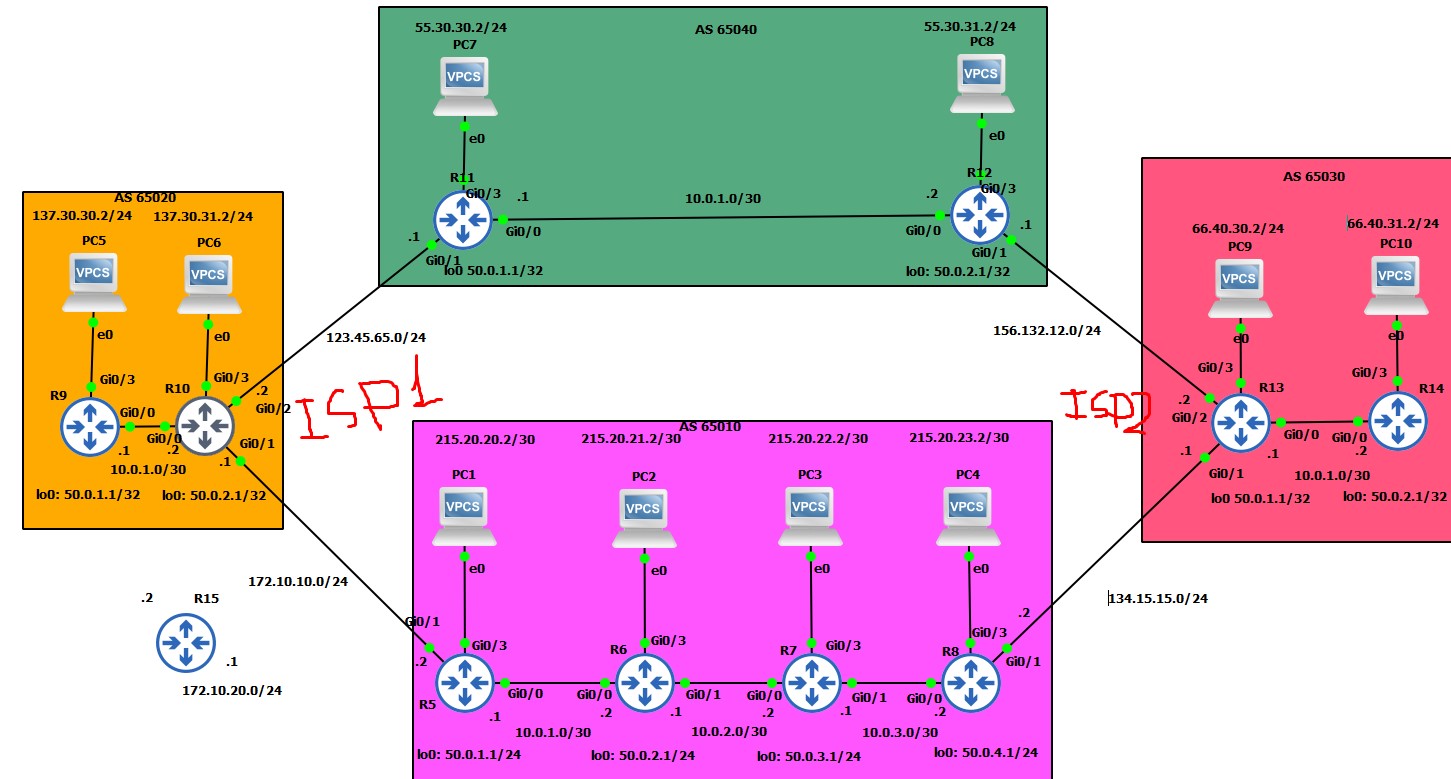 AS 65040
55.30.30.2/24
PC7
VPCS
e0
R11
Gi0/3
.1
Gi0/0
.1
Gi0/1
lo0 50.0.1.1/32
10.0.1.0/30
55.30.31.2/24
PC8
VPCS
e0
R12
Gi0/3
.2
Gi0/0
.1
Gi0/1
lo0: 50.0.2.1/32
AS 65020
137.30.30.2/24
137.30.31.2/24
PC5
VPCS
e0
PC6
VPCS
e0
R9
Gi0/3
Gi0/0
.1
R10
Gi0/3
.2
Gi0/2
Gi0/0
.2
Gi0/1
.1
10.0.1.0/30
lo0: 50.0.1.1/32
lo0: 50.0.2.1/32
123.45.65.0/24
ISP1
156.132.12.0/24
ISP2
AS 65030
66.40.30.2/24
PC9
VPCS
e0
66.40.31.2/24
PC10
VPCS
e0
Gi0/3
R13
.2
Gi0/2
Gi0/0
.1
.1
Gi0/1
Gi0/3
R14
Gi0/0
.2
10.0.1.0/30
lo0 50.0.1.1/32
lo0: 50.0.2.1/32
AS 65010
215.20.20.2/30
215.20.21.2/30
215.20.22.2/30
215.20.23.2/30
PC1
PC2
PC3
PC4
VPCS
VPCS
VPCS
VPCS
e0
e0
e0
e0
172.10.10.0/24
134.15.15.0/24
.2
R15
.1
172.10.20.0/24
Gi0/1
.2
Gi0/3
R5
Gi0/0
.1
R6
Gi0/3
Gi0/0
.2
Gi0/1
.1
R7
Gi0/3
Gi0/0
.2
Gi0/1
.1
R8
Gi0/3
.2
Gi0/1
Gi0/0
.2
10.0.1.0/30
10.0.2.0/30
10.0.3.0/30
lo0: 50.0.1.1/24
lo0: 50.0.2.1/24
lo0: 50.0.3.1/24
lo0: 50.0.4.1/24